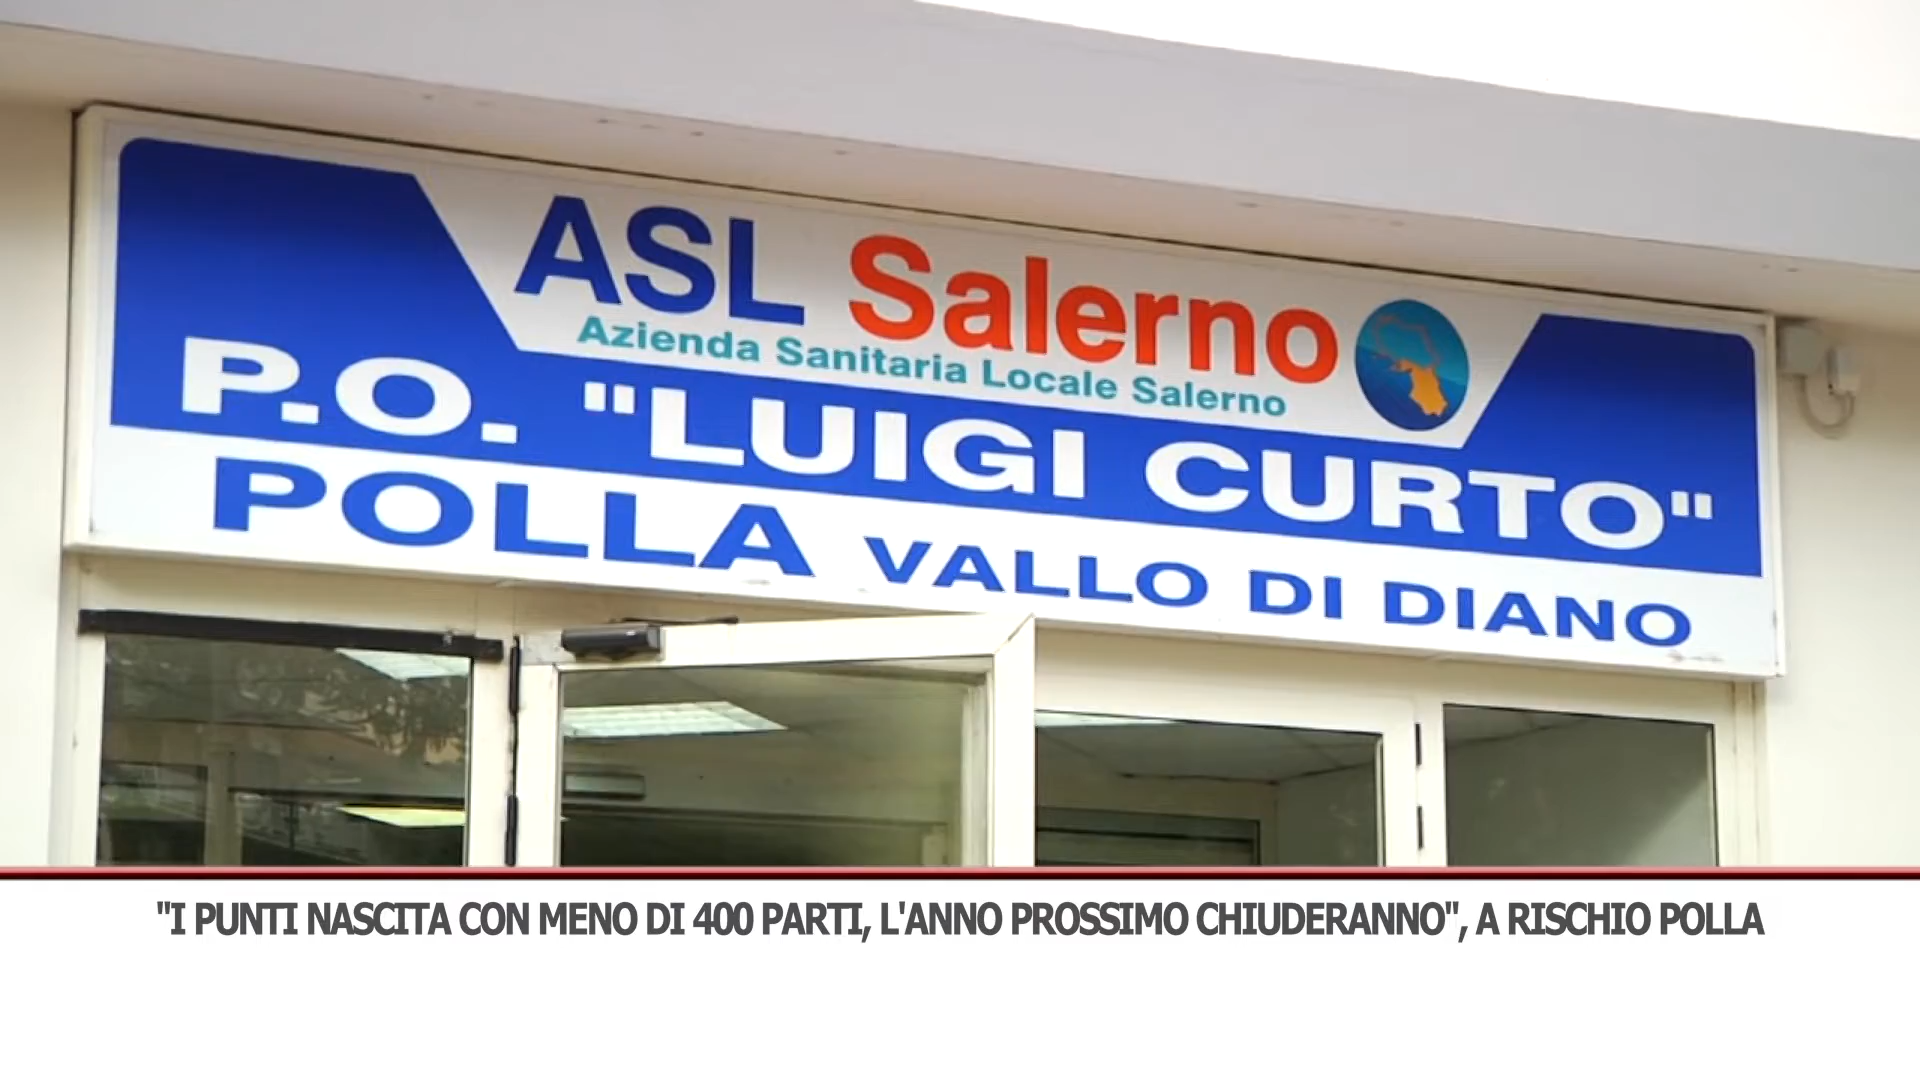 ASL Salerno
Azienda Sanitaria Locale Salerno
P.O. "LUIGI CURTO"
POLLA VALLO DI DIANO
"I PUNTI NASCITA CON MENO DI 400 PARTI, L'ANNO PROSSIMO CHIUDERANNO", A RISCHIO POLLA